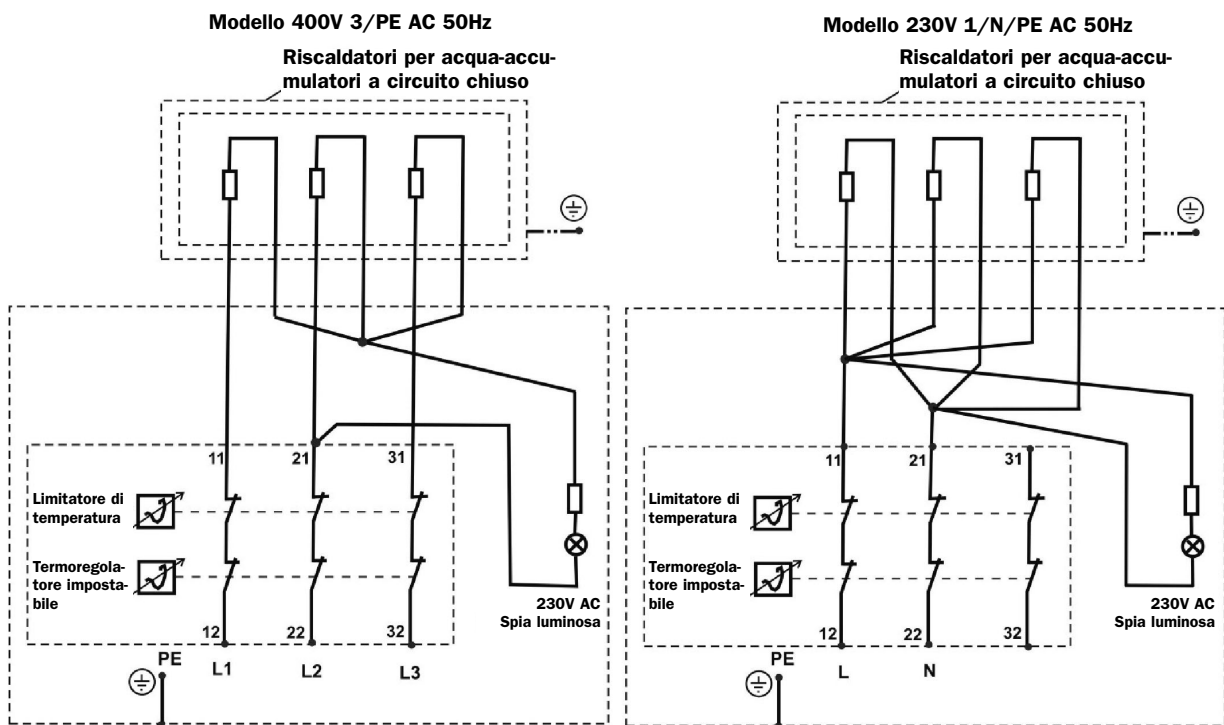 Modello 400V 3/PE AC 50Hz
Riscaldatori per acqua-accu-
mulatori a circuito chiuso
11
21
31
Limitatore di
temperatura
Termoregola-
tore imposta-
bile
12
22
32
230V AC
Spia luminosa
PE
L1
L2
L3
Modello 230V 1/N/PE AC 50Hz
Riscaldatori per acqua-accu-
mulatori a circuito chiuso
11
21
31
Limitatore di
temperatura
Termoregola-
tore imposta-
bile
12
22
32
230V AC
Spia luminosa
PE
L
N